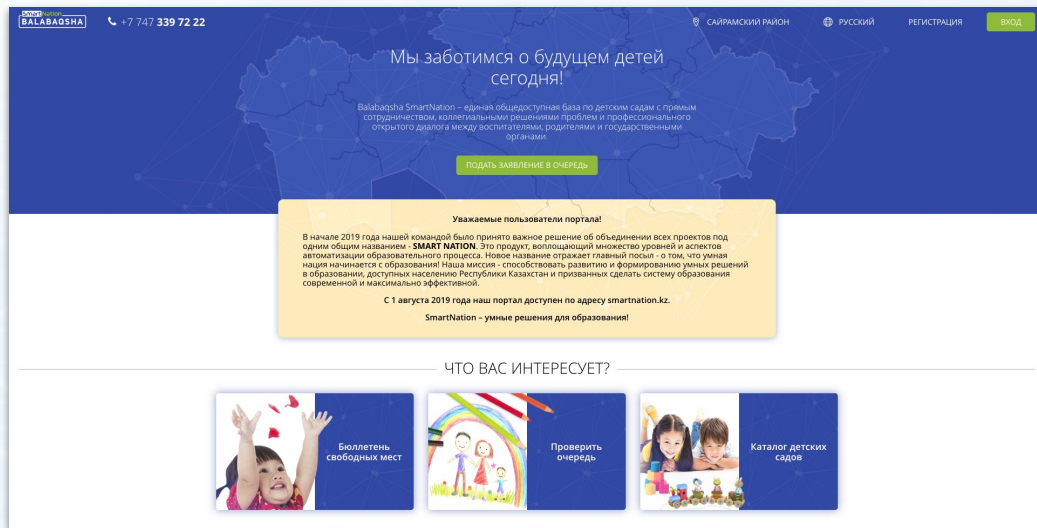 SmartNation
BALABAQSHA
+7 747 339 72 22
САЙРАМСКИЙ РАЙОН
РУССКИЙ
РЕГИСТРАЦИЯ
ВХОД
Мы заботимся о будущем детей
сегодня!
Balabaqsha SmartNation – единая общедоступная база по детским садам с прямым
сотрудничеством, коллегиальными решениями проблем и профессионального
открытого диалога между воспитателями, родителями и государственными
органами.
ПОДАТЬ ЗАЯВЛЕНИЕ В ОЧЕРЕДЬ
Уважаемые пользователи портала!
В начале 2019 года нашей командой было принято важное решение об объединении всех проектов под
одним общим названием - SMART NATION. Это продукт, воплощающий множество уровней и аспектов
автоматизации образовательного процесса. Новое название отражает главный посыл - о том, что умная
нация начинается с образования! Наша миссия - способствовать развитию и формированию умных решений
в образовании, доступных населению Республики Казахстан и призванных сделать систему образования
современной и максимально эффективной.
С 1 августа 2019 года наш портал доступен по адресу smartnation.kz.
SmartNation – умные решения для образования!
ЧТО ВАС ИНТЕРЕСУЕТ?
Бюллетень
свободных мест
Проверить
очередь
Каталог детских
садов